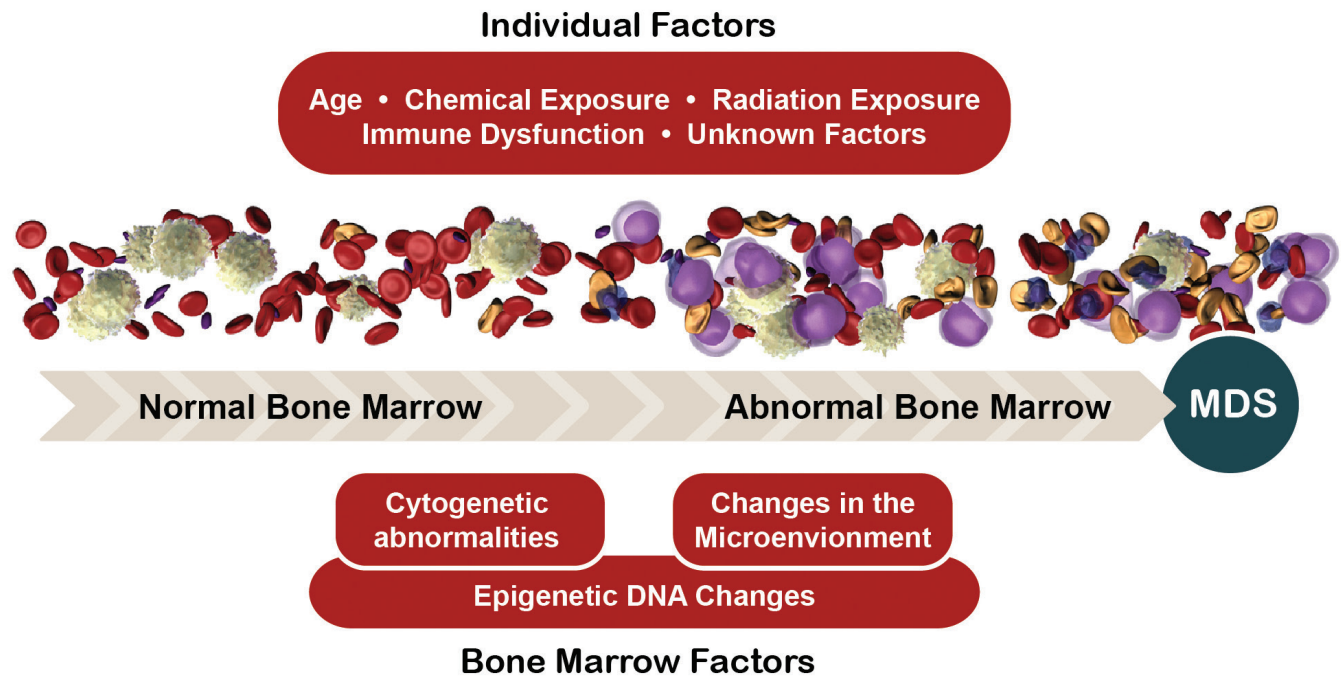 Individual Factors
Age • Chemical Exposure • Radiation Exposure
Immune Dysfunction • Unknown Factors
Normal Bone Marrow
Abnormal Bone Marrow
MDS
Cytogenetic
abnormalities
Changes in the
Microenvionment
Epigenetic DNA Changes
Bone Marrow Factors